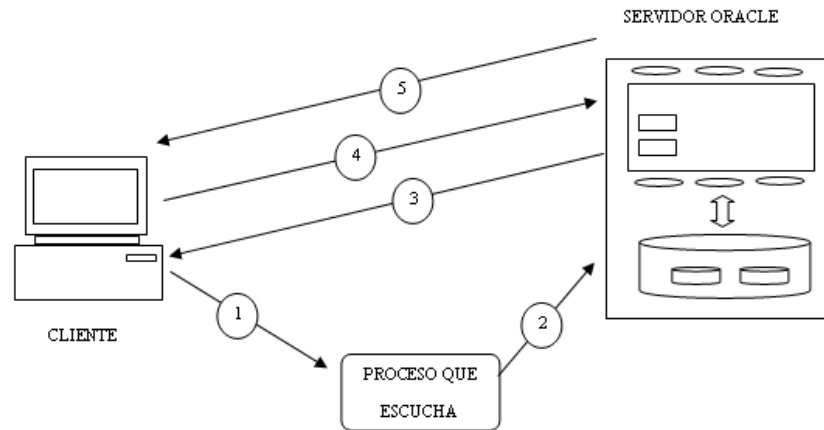 SERVIDOR ORACLE
5
4
3
1
2
CLIENTE
PROCESO QUE
ESCUCHA